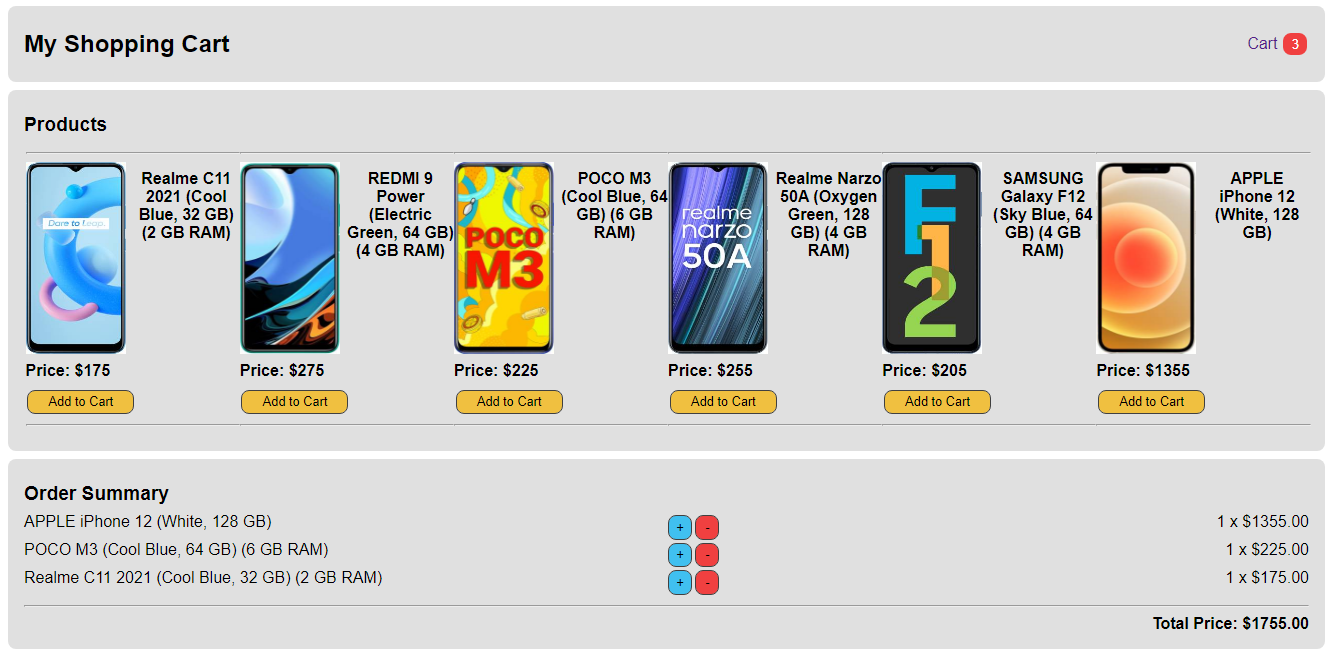 My Shopping Cart
Cart 3
Products
Dare to Leap.
Realme C11
2021 (Cool
Blue, 32 GB)
(2 GB RAM)
Price: $175
Add to Cart
REDMI 9
Power
(Electric
Green, 64 GB)
(4 GB RAM)
Price: $275
Add to Cart
POCO
M3
POCO M3
(Cool Blue, 64
GB) (6 GB
RAM)
Price: $225
Add to Cart
realme
narzo
50A
Realme Narzo
50A (Oxygen
Green, 128
GB) (4 GB
RAM)
Price: $255
Add to Cart
F
12
SAMSUNG
Galaxy F12
(Sky Blue, 64
GB) (4 GB
RAM)
Price: $205
Add to Cart
APPLE
iPhone 12
(White, 128
GB)
Price: $1355
Add to Cart
Order Summary
APPLE iPhone 12 (White, 128 GB) + - 1 x $1355.00
POCO M3 (Cool Blue, 64 GB) (6 GB RAM) + - 1 x $225.00
Realme C11 2021 (Cool Blue, 32 GB) (2 GB RAM) + - 1 x $175.00
Total Price: $1755.00